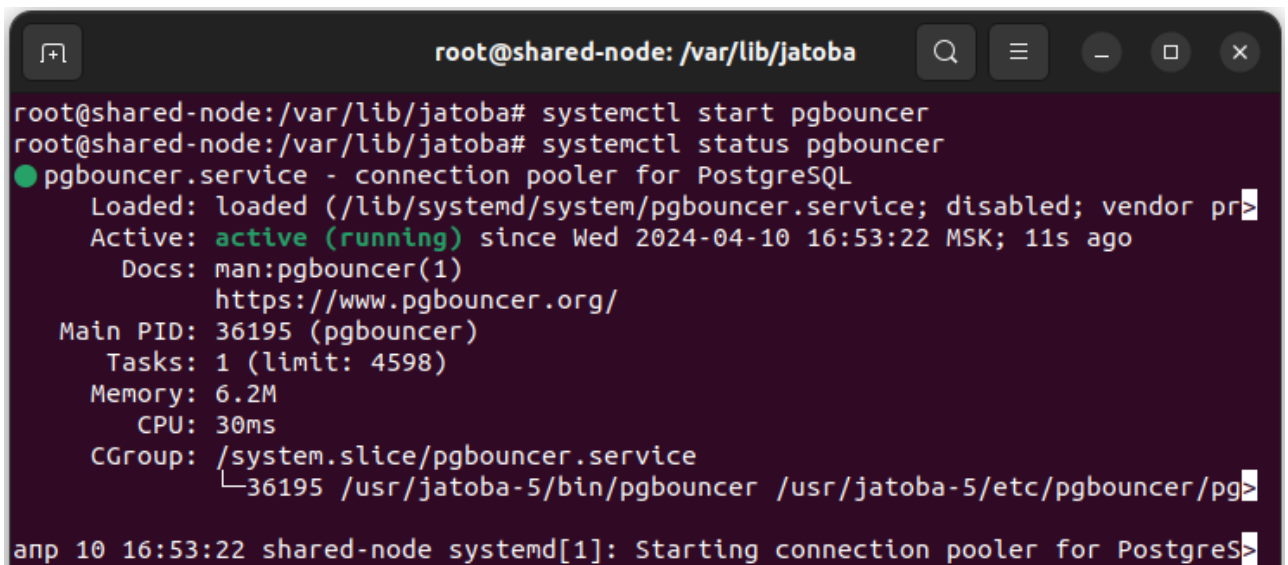 root@shared-node: /var/lib/jatoba
root@shared-node:/var/lib/jatoba# systemctl start pgbouncer
root@shared-node:/var/lib/jatoba# systemctl status pgbouncer
pgbouncer.service - connection pooler for PostgreSQL
Loaded: loaded (/lib/systemd/system/pgbouncer.service; disabled; vendor pr>
Active: active (running) since Wed 2024-04-10 16:53:22 MSK; 11s ago
Docs: man:pgbouncer(1)
https://www.pgbouncer.org/
Main PID: 36195 (pgbouncer)
Tasks: 1 (limit: 4598)
Memory: 6.2M
CPU: 30ms
CGroup: /system.slice/pgbouncer.service
└─36195 /usr/jatoba-5/bin/pgbouncer /usr/jatoba-5/etc/pgbouncer/pg>
апр 10 16:53:22 shared-node systemd[1]: Starting connection pooler for PostgreS>